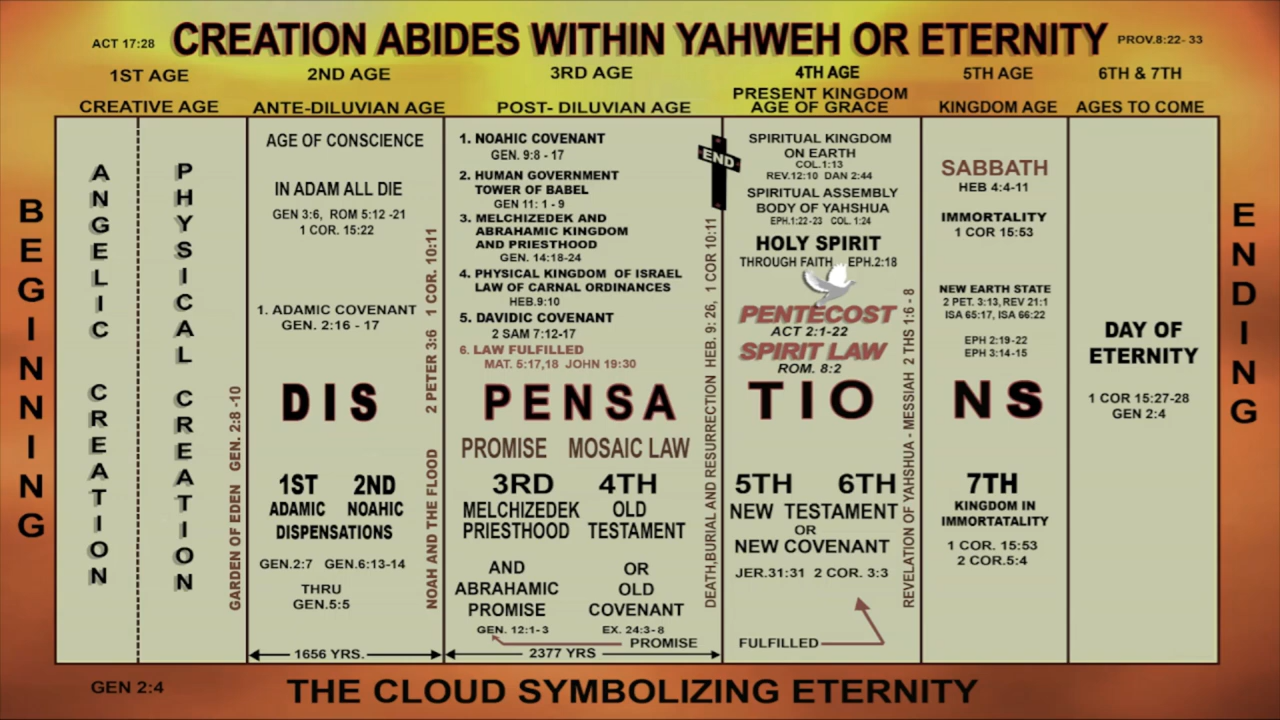 ACT 17:28
CREATION ABIDES WITHIN YAHWEH OR ETERNITY
PROV.8:22- 33
1ST AGE
CREATIVE AGE
2ND AGE
ANTE-DILUVIAN AGE
3RD AGE
POST- DILUVIAN AGE
4TH AGE
PRESENT KINGDOM
AGE OF GRACE
5TH AGE
KINGDOM AGE
6TH & 7TH
AGES TO COME
BEGINNING
ANGELIC CREATION
PHYSICAL CREATION
GARDEN OF EDEN GEN. 2:8 -10
AGE OF CONSCIENCE
IN ADAM ALL DIE
GEN 3:6, ROM 5:12 -21
1 COR. 15:22
1. ADAMIC COVENANT
GEN. 2:16 - 17
DIS
1ST 2ND
ADAMIC NOAHIC
DISPENSATIONS
GEN.2:7 GEN.6:13-14
THRU
GEN.5:5
1656 YRS.
NOAH AND THE FLOOD 2 PETER 3:6 1 COR. 10:11
1. NOAHIC COVENANT
GEN. 9:8 - 17
2. HUMAN GOVERNMENT
TOWER OF BABEL
GEN 11: 1 - 9
3. MELCHIZEDEK AND
ABRAHAMIC KINGDOM
AND PRIESTHOOD
GEN. 14:18-24
4. PHYSICAL KINGDOM OF ISRAEL
LAW OF CARNAL ORDINANCES
HEB.9:10
5. DAVIDIC COVENANT
2 SAM 7:12-17
6. LAW FULFILLED
MAT. 5:17,18 JOHN 19:30
PENSA
PROMISE MOSAIC LAW
3RD 4TH
MELCHIZEDEK OLD
PRIESTHOOD TESTAMENT
AND OR
ABRAHAMIC OLD
PROMISE COVENANT
GEN. 12:1-3 EX. 24:3-8
PROMISE
2377 YRS
END
DEATH,BURIAL AND RESURRECTION HEB. 9: 26, 1 COR 10:11
SPIRITUAL KINGDOM
ON EARTH
COL.1:13
REV.12:10 DAN 2:44
SPIRITUAL ASSEMBLY
BODY OF YAHSHUA
EPH.1:22-23 COL. 1:24
HOLY SPIRIT
THROUGH FAITH EPH.2:18
PENTECOST
ACT 2:1-22
SPIRIT LAW
ROM. 8:2
TIO
5TH 6TH
NEW TESTAMENT
OR
NEW COVENANT
JER.31:31 2 COR. 3:3
FULFILLED
REVELATION OF YAHSHUA - MESSIAH 2 THS 1:6 - 8
SABBATH
HEB 4:4-11
IMMORTALITY
1 COR 15:53
NEW EARTH STATE
2 PET. 3:13, REV 21:1
ISA 65:17, ISA 66:22
EPH 2:19-22
EPH 3:14-15
NS
7TH
KINGDOM IN
IMMORTATALITY
1 COR. 15:53
2 COR.5:4
DAY OF
ETERNITY
1 COR 15:27-28
GEN 2:4
ENDING
GEN 2:4
THE CLOUD SYMBOLIZING ETERNITY